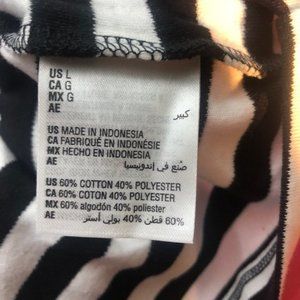 US L
CA G
MX G
AE كبير
US MADE IN INDONESIA
CA FABRIQUÉ EN INDONÉSIE
MX HECHO EN INDONESIA
AE صنع في إندونيسيا
US 60% COTTON 40% POLYESTER
CA 60% COTON 40% POLYESTER
MX 60% algodón 40% poliester
AE 60% قطن 40% بولي أستر